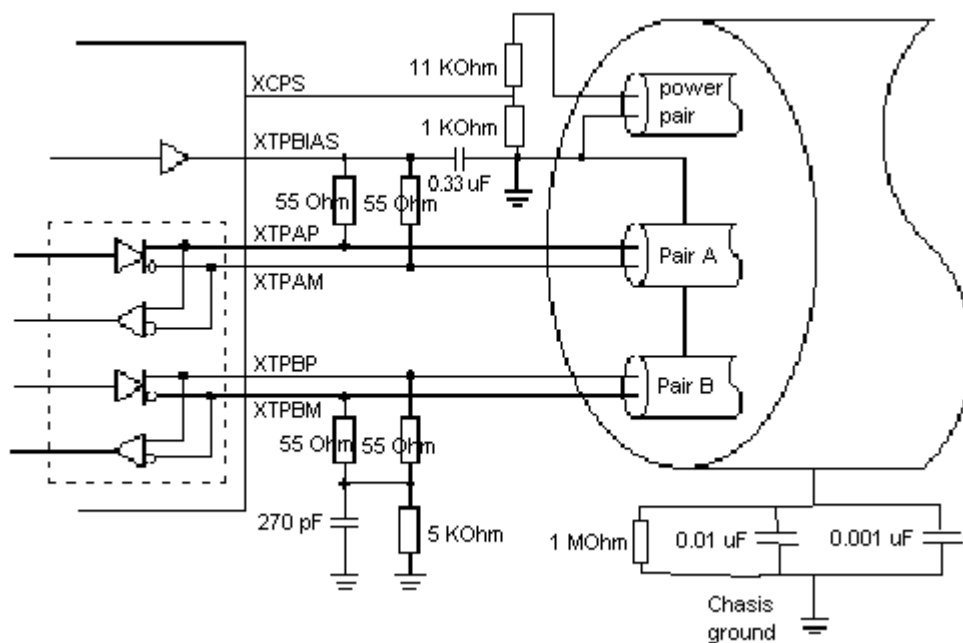 XCPS
11 KOhm
power
pair
1 KOhm
XTPBIAS
0.33 uF
55 Ohm
55 Ohm
XTPAP
Pair A
XTPAM
XTPBP
Pair B
XTPBM
55 Ohm
55 Ohm
270 pF
5 KOhm
1 MOhm
0.01 uF
0.001 uF
Chasis
ground